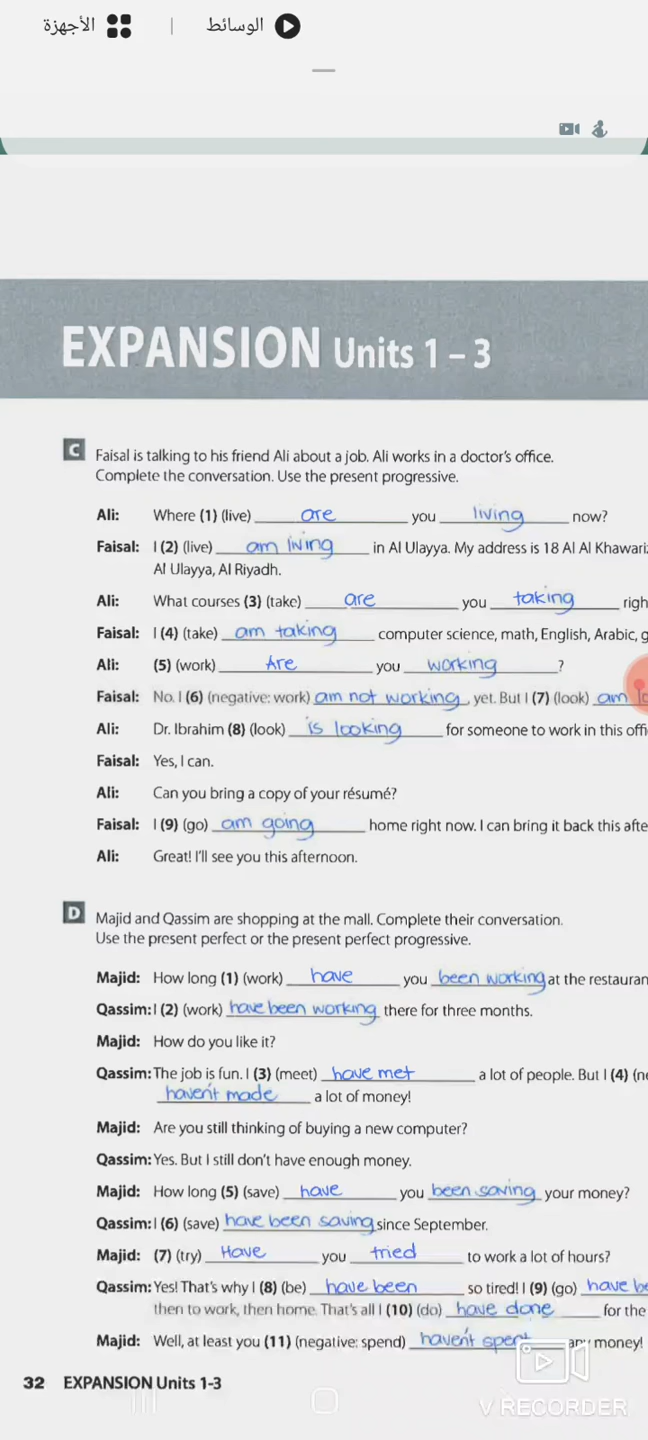 الأجهزة | الوسائط
EXPANSION Units 1 – 3
C Faisal is talking to his friend Ali about a job. Ali works in a doctor's office.
Complete the conversation. Use the present progressive.
Ali: Where (1) (live) are you living now?
Faisal: I (2) (live) am living in Al Ulayya. My address is 18 Al Al
Al Ulayya, Al Riyadh.
Ali: What courses (3) (take) are you taking
Faisal: I (4) (take) am taking computer science, math, English, Arabic,
Ali: (5) (work) Are you working ?
Faisal: No. I (6) (negative: work) am not working, yet. But I (7) (look) am
Ali: Dr. Ibrahim (8) (look) is looking for someone to work in this
Faisal: Yes, I can.
Ali: Can you bring a copy of your résumé?
Faisal: I (9) (go) am going home right now. I can bring it back this
Ali: Great! I'll see you this afternoon.
D Majid and Qassim are shopping at the mall. Complete their conversation.
Use the present perfect or the present perfect progressive.
Majid: How long (1) (work) have you been working at the
Qassim: I (2) (work) have been working there for three months.
Majid: How do you like it?
Qassim: The job is fun. I (3) (meet) have met a lot of people. But I (4)
haven't made a lot of money!
Majid: Are you still thinking of buying a new computer?
Qassim: Yes. But I still don't have enough money.
Majid: How long (5) (save) have you been saving your money?
Qassim: I (6) (save) have been saving since September.
Majid: (7) (try) Have you tried to work a lot of hours?
Qassim: Yes! That's why I (8) (be) have been so tired! I (9) (go) have
then to work, then home. That's all I (10) (do) have done for the
Majid: Well, at least you (11) (negative: spend) haven't spent any money!
32 EXPANSION Units 1-3
V RECORDER